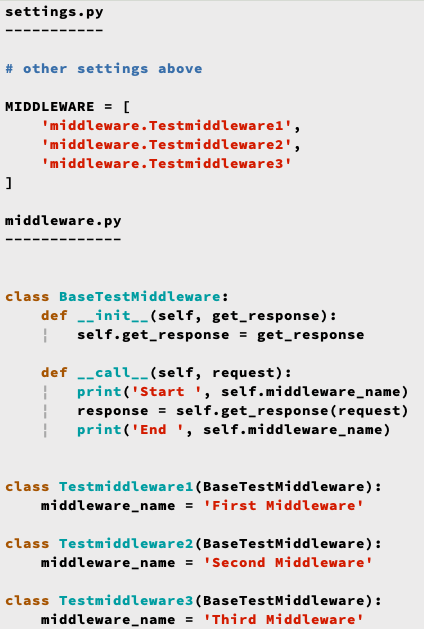 settings.py
-----------
# other settings above
MIDDLEWARE = [
    'middleware.Testmiddleware1',
    'middleware.Testmiddleware2',
    'middleware.Testmiddleware3'
]
middleware.py
-------------
class BaseTestMiddleware:
    def __init__(self, get_response):
        self.get_response = get_response
    def __call__(self, request):
        print('Start ', self.middleware_name)
        response = self.get_response(request)
        print('End ', self.middleware_name)
class Testmiddleware1(BaseTestMiddleware):
    middleware_name = 'First Middleware'
class Testmiddleware2(BaseTestMiddleware):
    middleware_name = 'Second Middleware'
class Testmiddleware3(BaseTestMiddleware):
    middleware_name = 'Third Middleware'